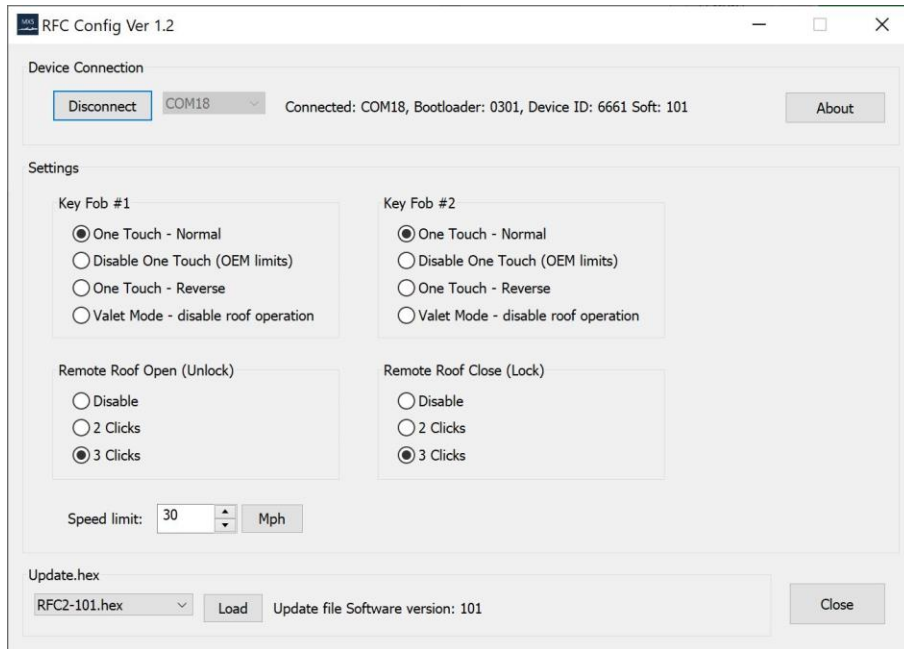 RFC Config Ver 1.2
Device Connection
Disconnect COM18 Connected: COM18, Bootloader: 0301, Device ID: 6661 Soft: 101 About
Settings
Key Fob #1
One Touch - Normal
Disable One Touch (OEM limits)
One Touch - Reverse
Valet Mode - disable roof operation
Key Fob #2
One Touch - Normal
Disable One Touch (OEM limits)
One Touch - Reverse
Valet Mode - disable roof operation
Remote Roof Open (Unlock)
Disable
2 Clicks
3 Clicks
Remote Roof Close (Lock)
Disable
2 Clicks
3 Clicks
Speed limit: 30 Mph
Update.hex
RFC2-101.hex Load Update file Software version: 101
Close